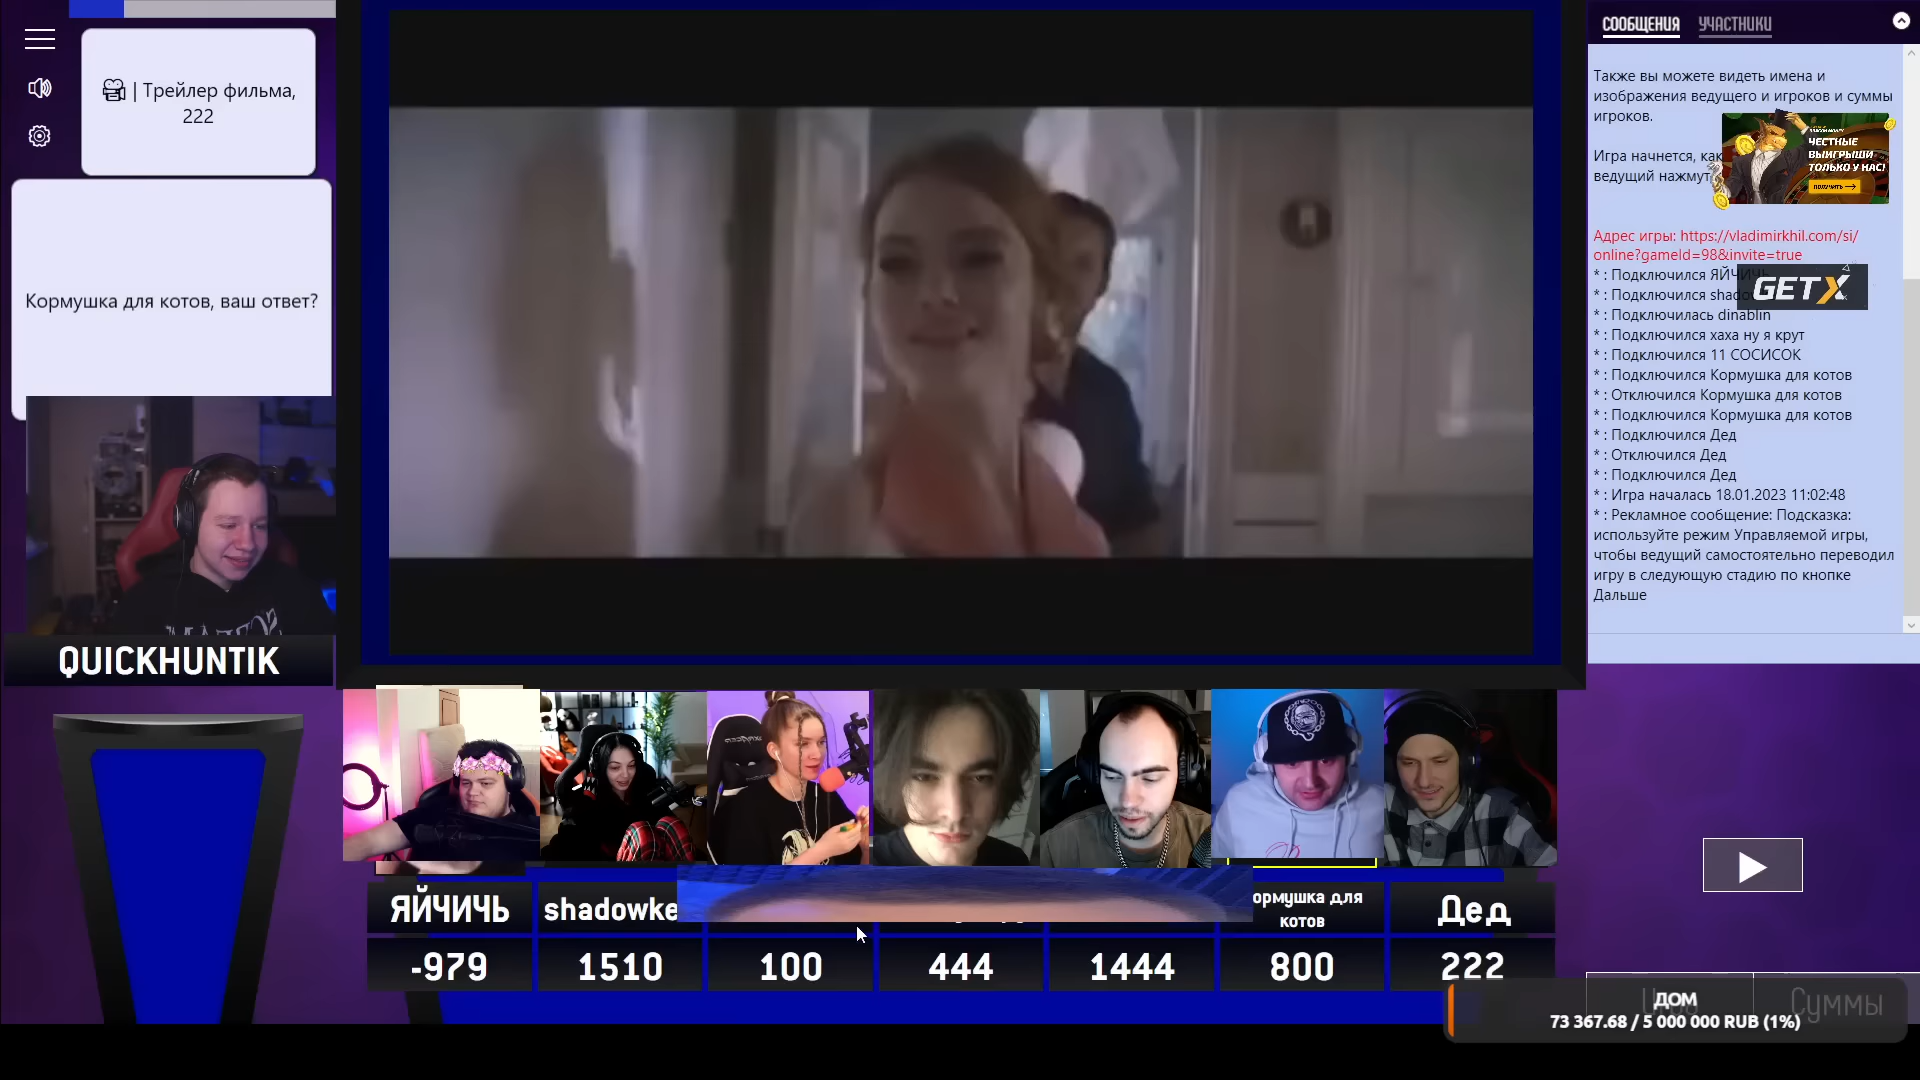 | Трейлер фильма,
222
Кормушка для котов, ваш ответ?
QUICKHUNTIK
СООБЩЕНИЯ УЧАСТНИКИ
Также вы можете видеть имена и
изображения ведущего и игроков и суммы
игроков.
Игра начнется, как
ведущий нажмут
ЧЕСТНЫЕ
ВЫИГРЫШИ
ТОЛЬКО У НАС!
ПОЛУЧИТЬ
Адрес игры: https://vladimirkhil.com/si/
online?gameId=98&invite=true
* : Подключился ЯЙЧИЧЬ
* : Подключился shado
GETX
* : Подключилась dinablin
* : Подключился хаха ну я крут
* : Подключился 11 СОСИСОК
* : Подключился Кормушка для котов
* : Отключился Кормушка для котов
* : Подключился Кормушка для котов
* : Подключился Дед
* : Отключился Дед
* : Подключился Дед
* : Игра началась 18.01.2023 11:02:48
* : Рекламное сообщение: Подсказка:
используйте режим Управляемой игры,
чтобы ведущий самостоятельно переводил
игру в следующую стадию по кнопке
Дальше
ЯЙЧИЧЬ
shadowke
ормушка для
котов
Дед
-979 1510 100 444 1444 800 222
Суммы
ДОМ
73 367.68 / 5 000 000 RUB (1%)